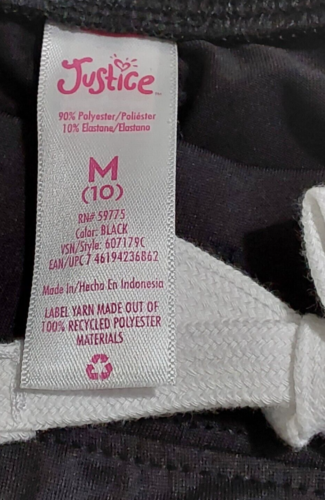 Justice
90% Polyester/Poliéster
10% Elastane/Elastano
M
(10)
RN# 59775
Color: BLACK
VSN/Style: 607179C
EAN/UPC 7 46194236862
Made In/Hecho En Indonesia
LABEL YARN MADE OUT OF
100% RECYCLED POLYESTER
MATERIALS